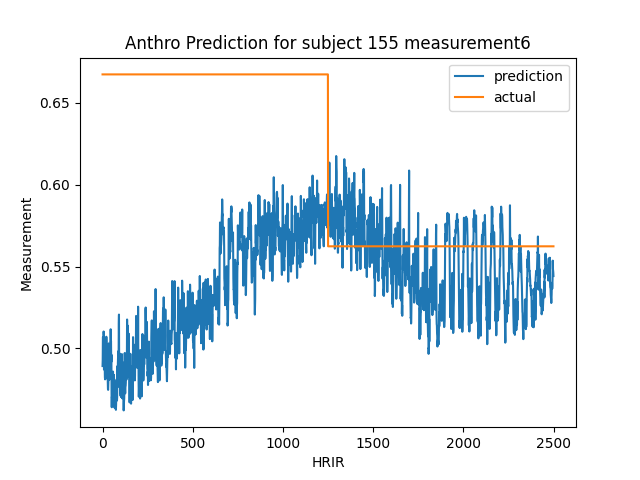 Anthro Prediction for subject 155 measurement6
prediction
actual
0.65
0.60
0.55
0.50
Measurement
0
500
1000
1500
2000
2500
HRIR